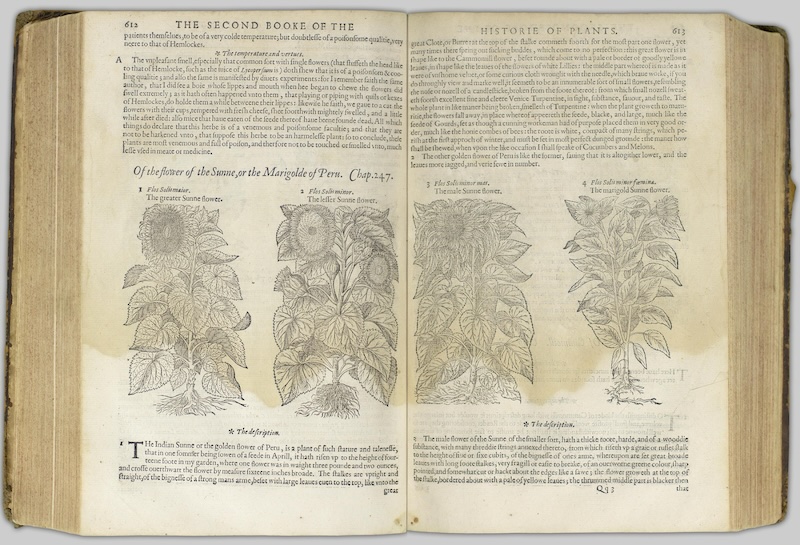 612 THE SECOND BOOKE OF THE
patients themselues, to be of a very colde temperature; but doubtlesse of a poisonsome qualitie, very
neere to that of Hemlockes.
❧ The temperature and vertues.
A The vnpleasant smell, especially that common sort with single flowers (that stuffeth the head like
to that of Hemlocke, such as the iuice of
ling qualitie; and also the same is manifested by diuers experiments: for I remember saith the same
author, that I did see a boie whose lippes and mouth when hee began to chewe the flowers did
swell extremely; as it hath often happened vnto them, that playing or piping with quils or kexes
of Hemlockes, do holde them a while betweene their lippes: likewise he saith, we gaue to a cat the
flowers with their cups, tempered with fresh cheese, shee foorthwith mightily swelled, and a little
while after died: also mice that haue eaten of the seede thereof haue beene founde dead. All which
things do declare that this herbe is of a venemous and poisonsome facultie; and that they are
not to be hartkened vnto, that suppose this herbe to be an harmelesse plant: so to conclude, these
plants are most venemous and full of poison, and therefore not to be touched or smelled vnto, much
lesse vsed in meate or medicine.
Of the flower of the Sunne, or the Marigolde of Peru. Chap. 247.
1 Flos Solis maior.
The greater Sunne flower.
2 Flos Solis minor.
The lesser Sunne flower.
❧ The description.
1 THe Indian Sunne or the golden flower of Peru, is a plant of such stature and talenesse,
that in one sommer being sowen of a seede in Aprill, it hath risen vp to the height of four-
teene foote in my garden, where one flower was in waight three pound and two ounces,
and crosse ouerthwart the flower by measure sixteene inches broade. The stalkes are vpright and
straight, of the bignesse of a strong mans arme, beset with large leaues euen to the top, like vnto the
great
HISTORIE OF PLANTS. 613
great Clote, or Burre: at the top of the stalke commeth foorth for the most part one flower, yet
many times there spring out sucking buddes, which come to no perfection: this great flower is in
shape like to the Cammomill flower, beset rounde about with a pale or border of goodly yellowe
leaues, in shape like the leaues of the flowers of white Lillies: the middle part whereof is made as it
were of vnshorne veluet, or some curious cloth wrought with the needle, which braue worke, if you
do thorowly view and marke well, it seemeth to be an innumerable sort of small flowers, resembling
the nose or nozell of a candlesticke, broken from the foote thereof: from which small nozell sweat-
eth foorth excellent fine and cleere Venice Turpentine, in sight, substance, sauour, and taste. The
whole plant in like maner being broken, smelleth of Turpentine: when the plant groweth to matu-
ritie, the flowers fall away, in place whereof appeereth the seede, blacke, and large, much like the
seede of Gourds, set as though a cunning workeman had of purpose placed them in very good or-
der, much like the honie combes of bees: the roote is white, compact of many strings, which pe-
rish at the first approch of winter, and must be set in most perfect dunged grounde: the maner how
shall be shewed, when vpon the like occasion I shall speake of Cucumbers and Melons.
2 The other golden flower of Peru is like the former, sauing that it is altogither lower, and the
leaues more iagged, and verie fewe in number.
3 Flos Solis minor mas.
The male Sunne flower.
4 Flos Solis minor fæmina.
The marigold Sunne flower.
❧ The description.
3 The male flower of the Sunne of the smaller sort, hath a thicke roote, harde, and of a wooddie
substance, with many threddie strings annexed thereto, from which riseth vp a graie or russet stalk
to the height of fiue or sixe cubits, of the bignesse of ones arme, whereupon are set great broade
leaues with long foote stalkes, very fragill or easie to breake, of an ouerworne greene colour, sharp
pointed, and somewhat cut or hackt about the edges like a sawe; the flower groweth at the top of
the stalke, bordered about with a pale of yellowe leaues; the thrummed middle part is blacker then
Qq 3 that